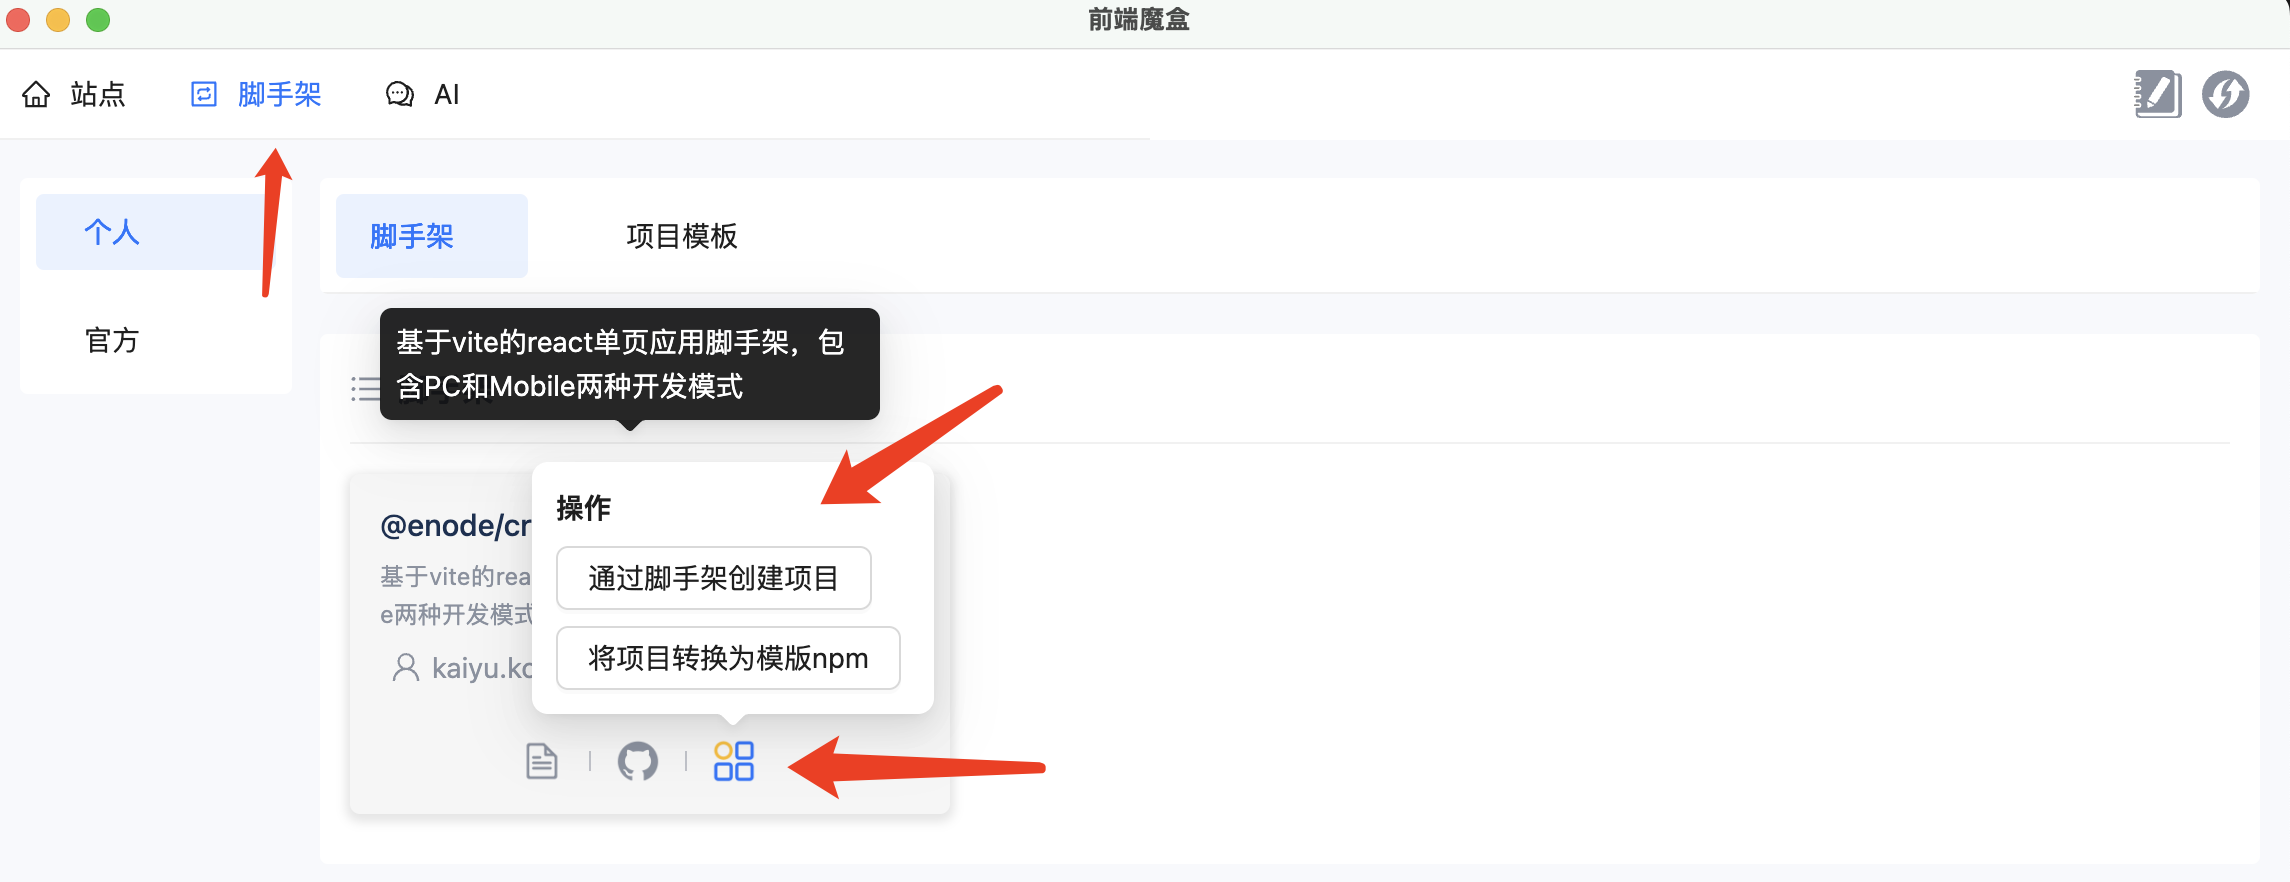 前端魔盒
站点
脚手架
AI
个人
官方
脚手架
项目模板
基于vite的react单页应用脚手架，包
含PC和Mobile两种开发模式
操作
@enode/cr
通过脚手架创建项目
基于vite的rea
e两种开发模式
将项目转换为模版npm
kaiyu.kc